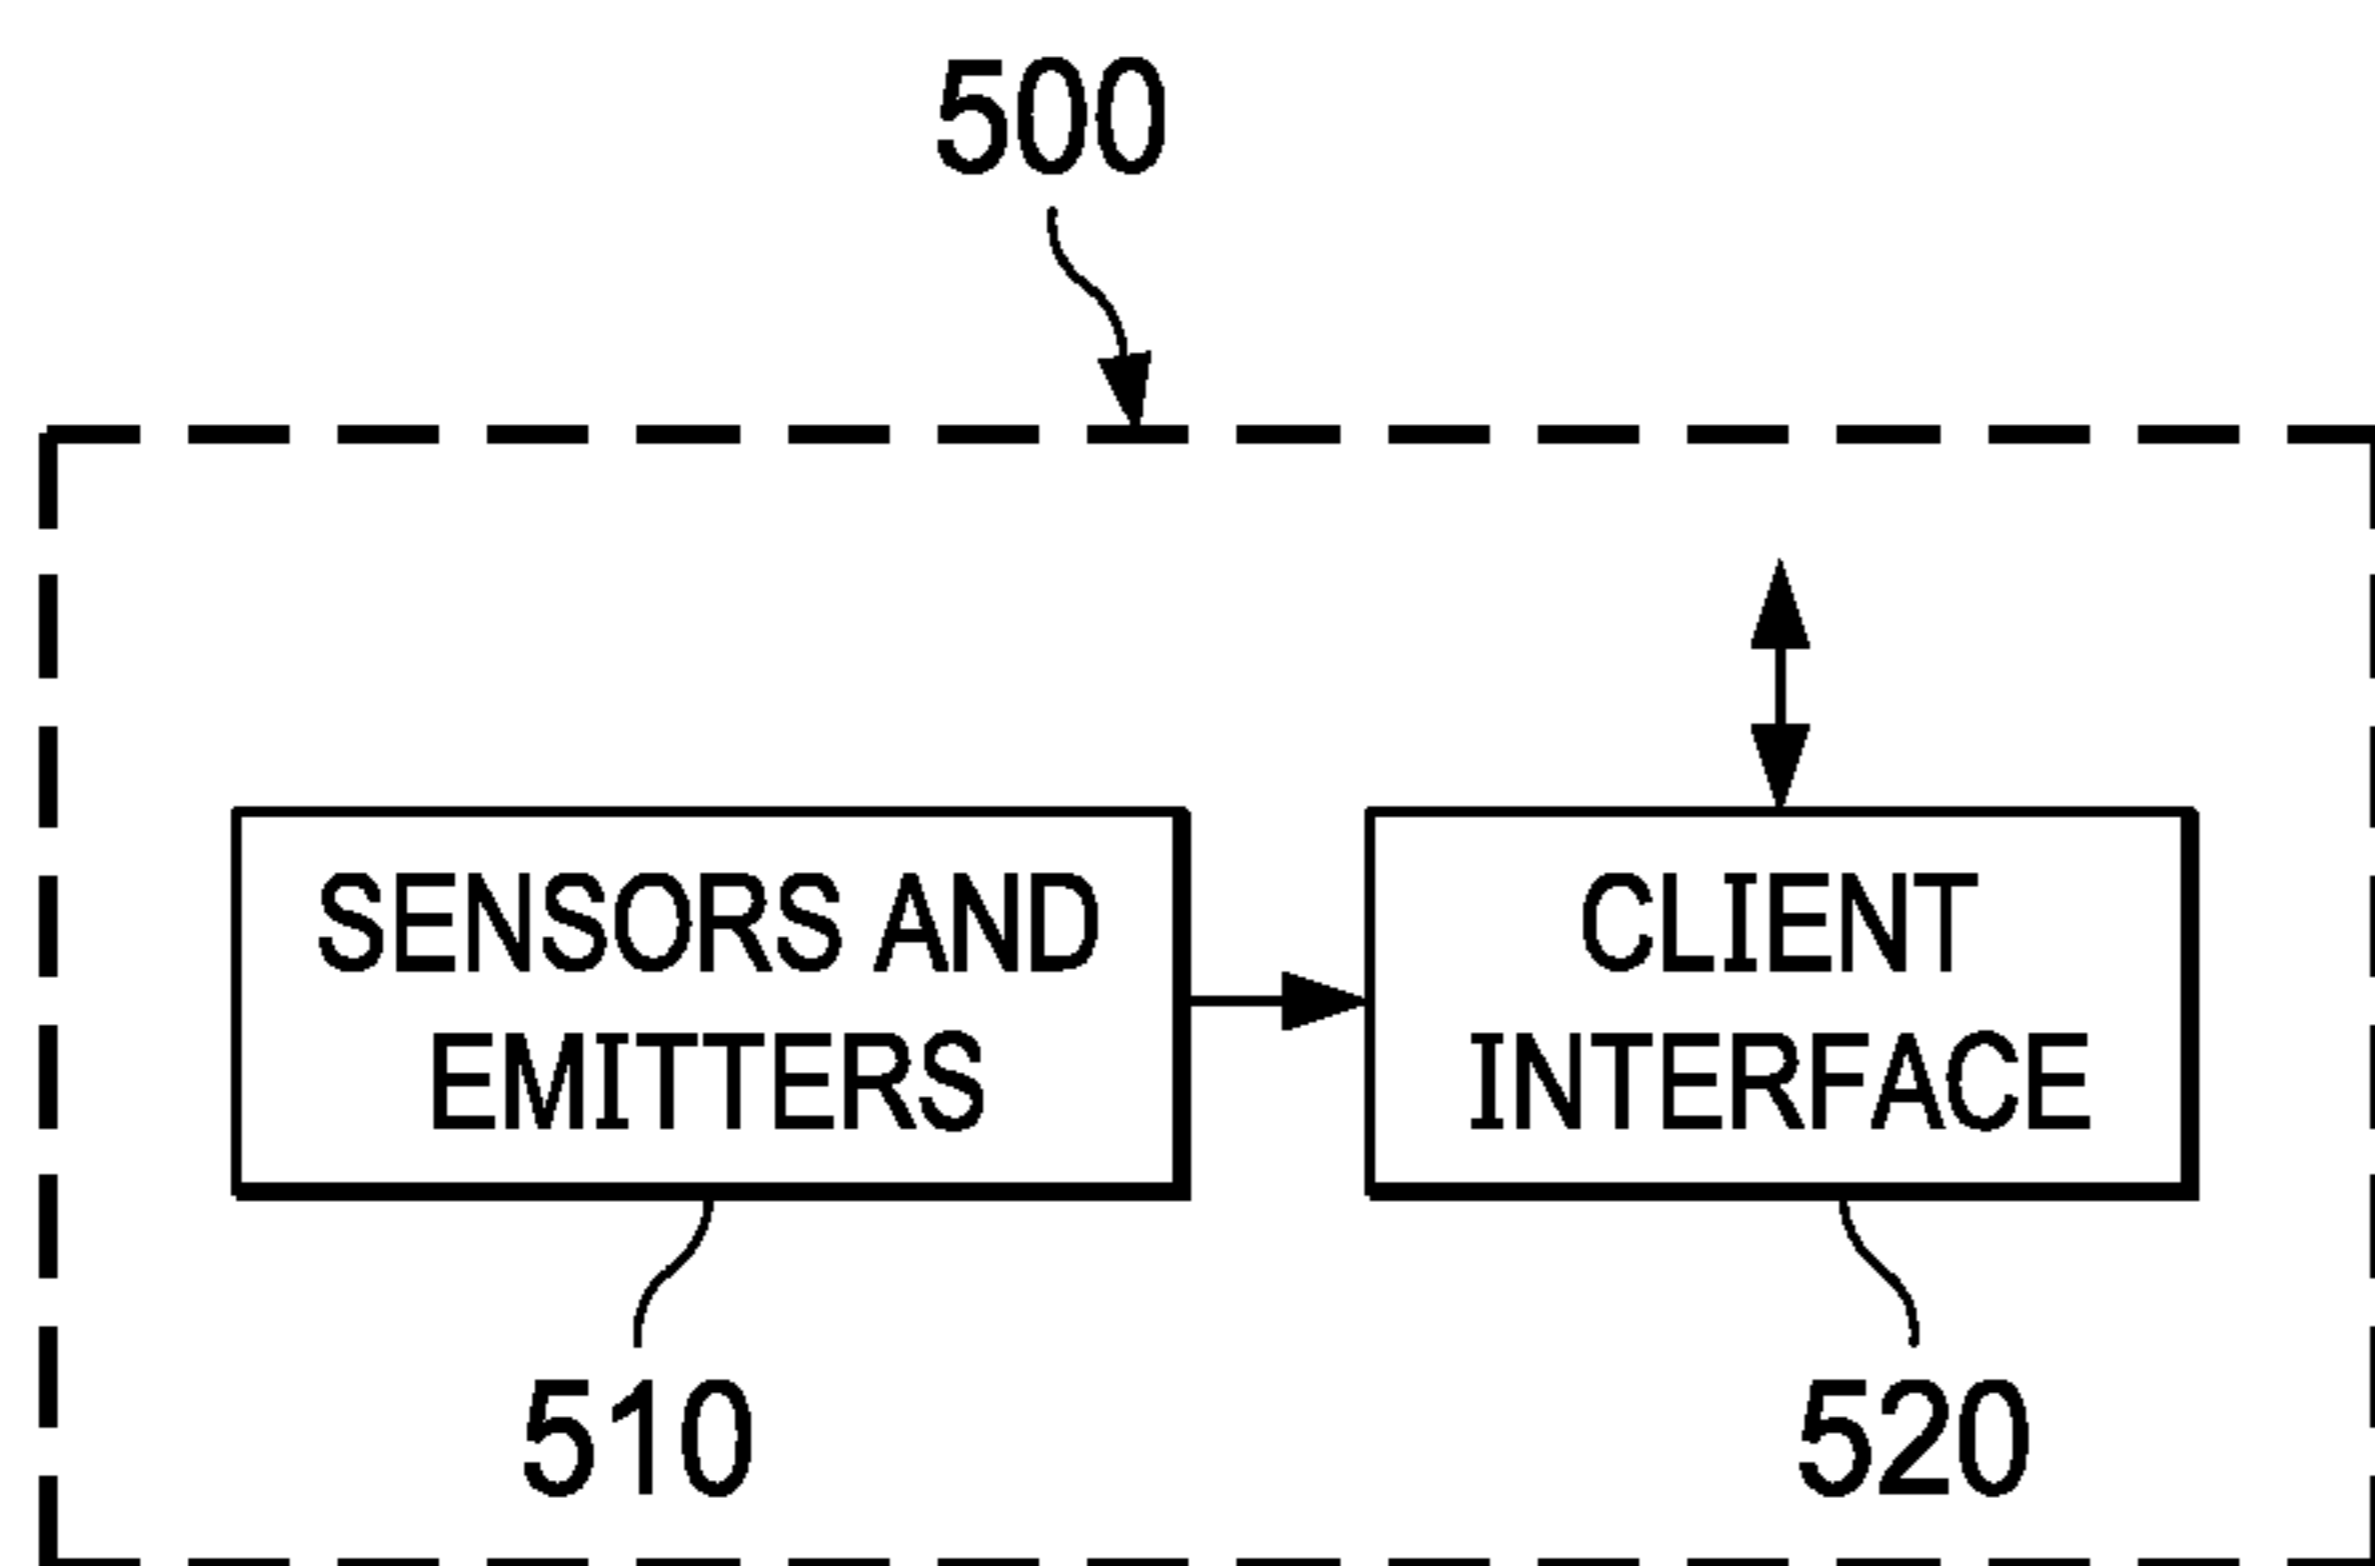 500
SENSORS AND
EMITTERS
CLIENT
INTERFACE
510
520